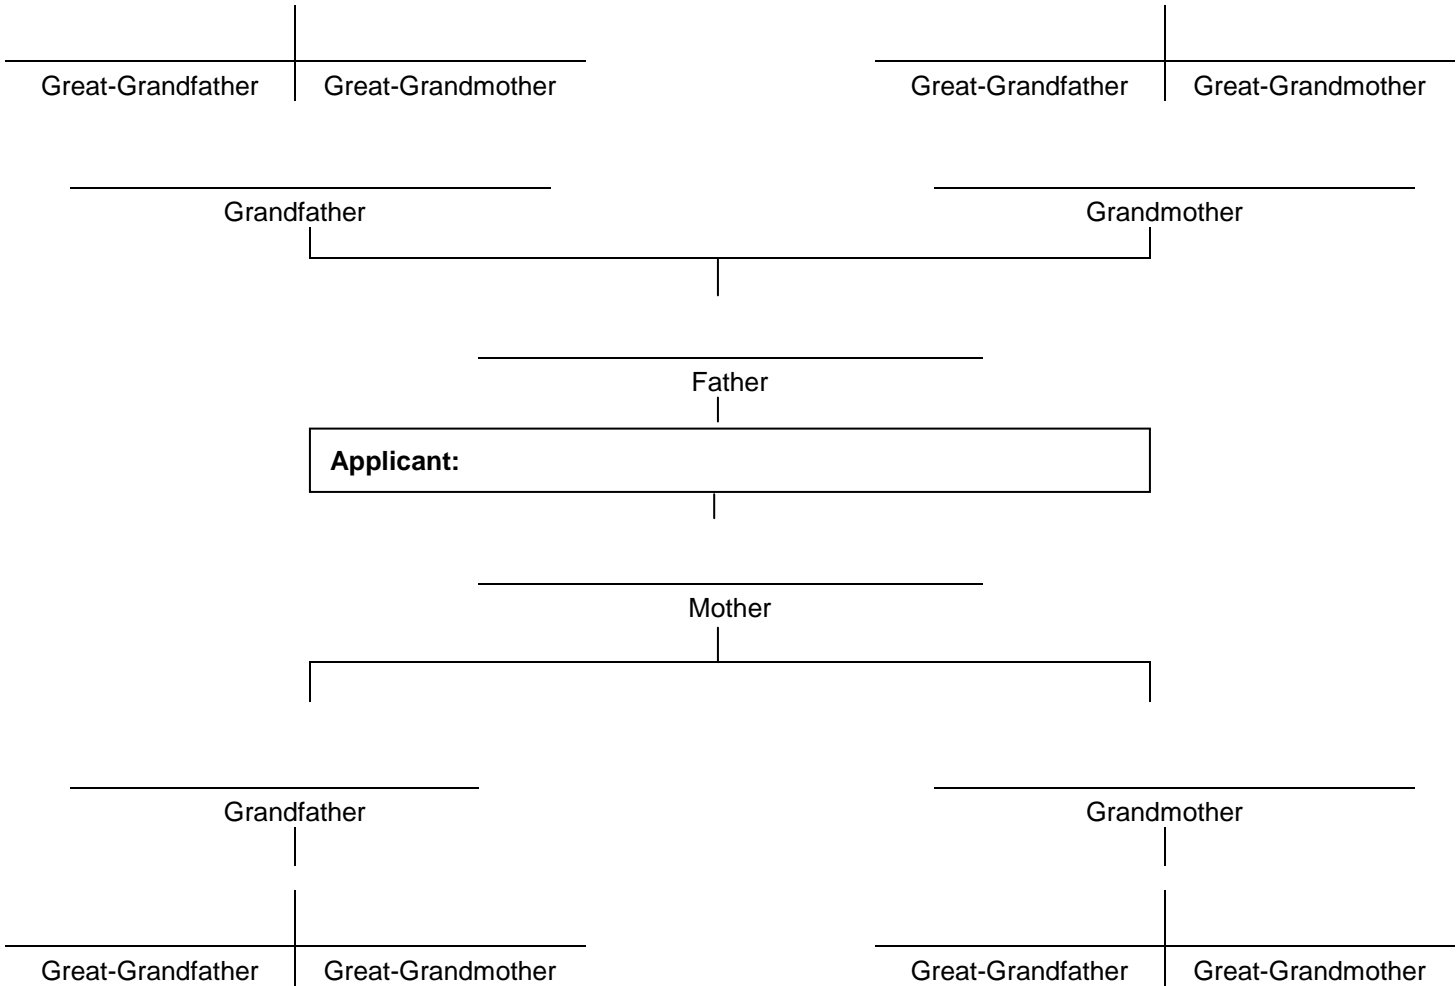 Great-Grandfather Great-Grandmother Great-Grandfather Great-Grandmother
Grandfather Grandmother
Father
Applicant:
Mother
Grandfather Grandmother
Great-Grandfather Great-Grandmother Great-Grandfather Great-Grandmother